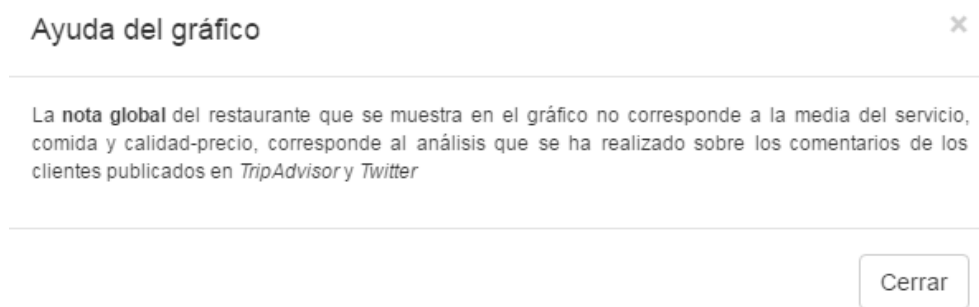 Ayuda del gráfico ×
La nota global del restaurante que se muestra en el gráfico no corresponde a la media del servicio,
comida y calidad-precio, corresponde al análisis que se ha realizado sobre los comentarios de los
clientes publicados en TripAdvisor y Twitter
Cerrar